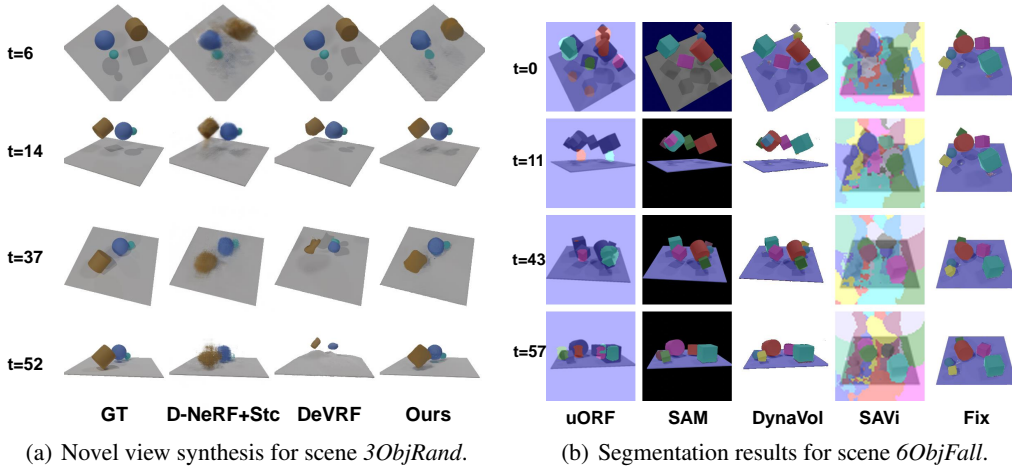 t=6
t=14
t=37
t=52
GT D-NeRF+Stc DeVRF Ours
(a) Novel view synthesis for scene 3ObjRand.
t=0
t=11
t=43
t=57
uORF SAM DynaVol SAVi Fix
(b) Segmentation results for scene 6ObjFall.